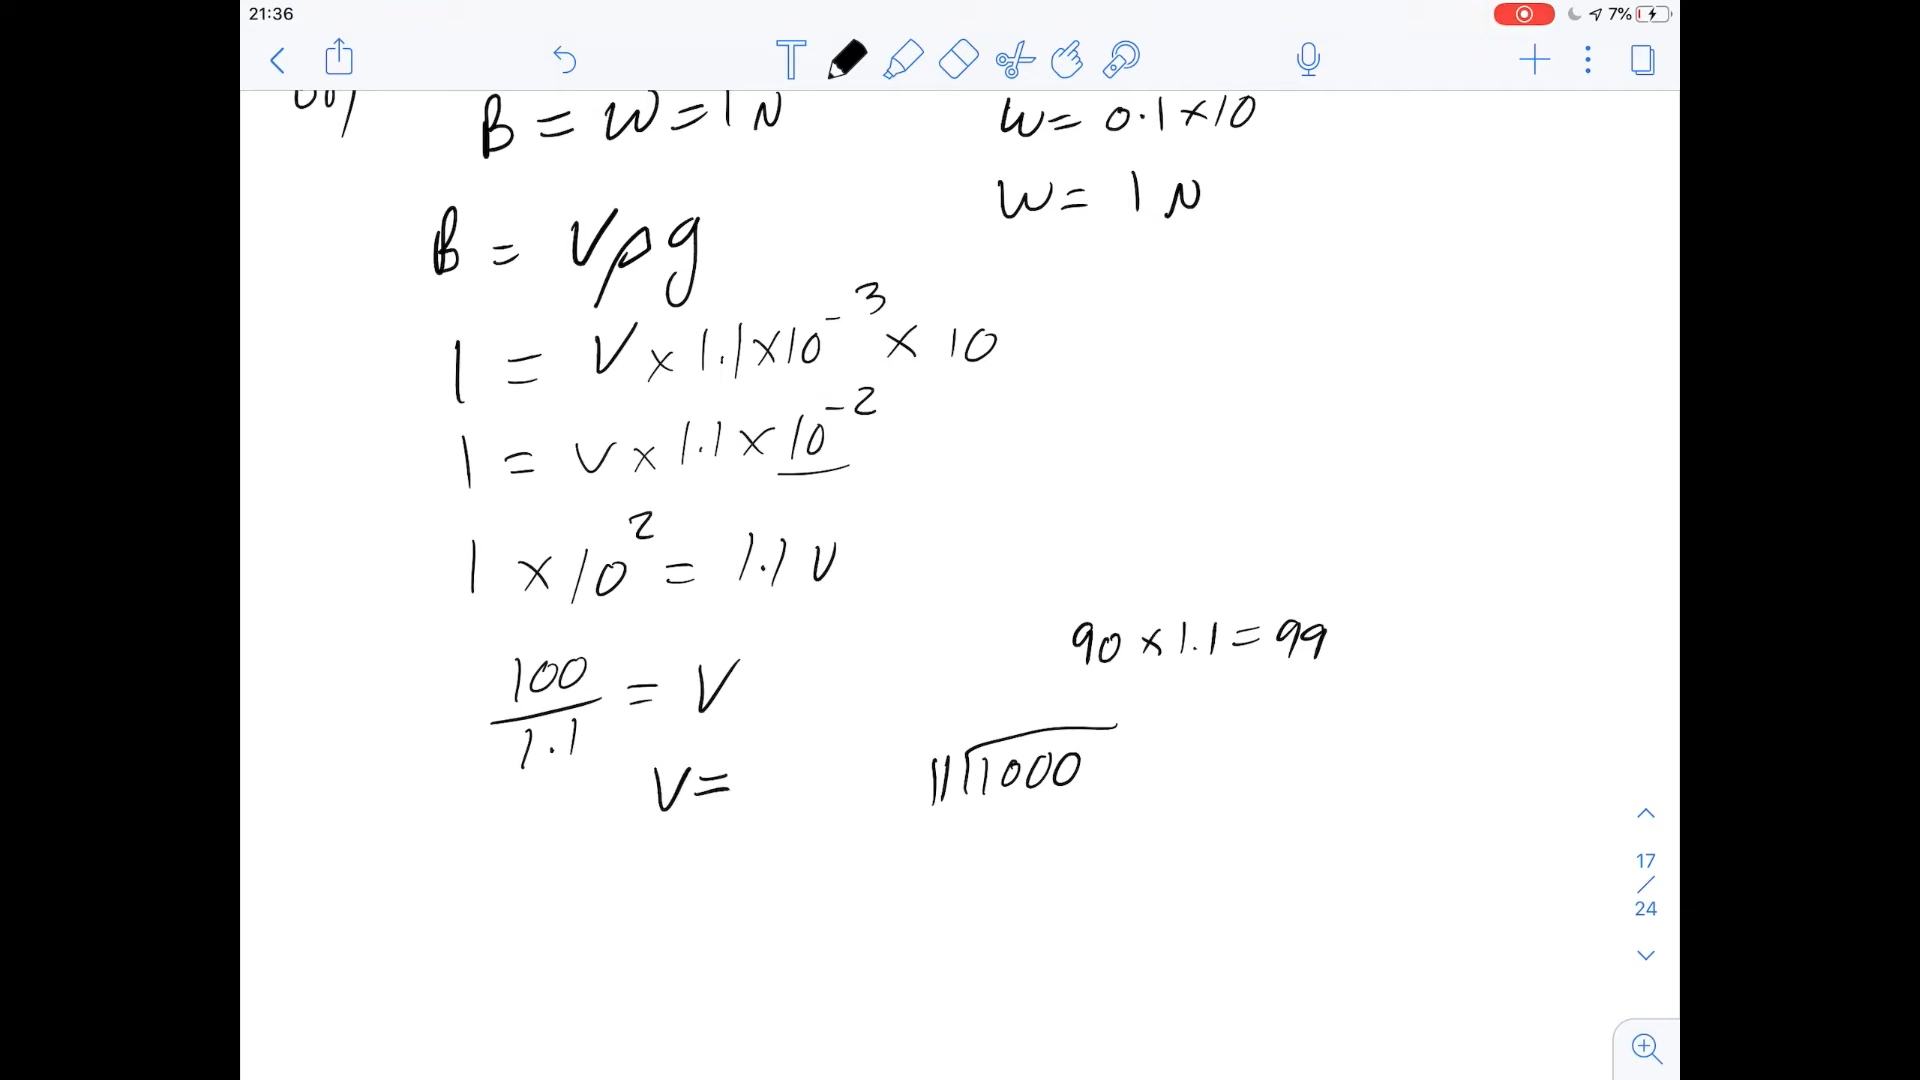 21:36
7%
B = W = 1 N
W = 0.1 × 10
W = 1 N
B = Vρg
1 = V × 1.1 × 10⁻³ × 10
1 = V × 1.1 × 10⁻²
1 × 10² = 1.1 V
90 × 1.1 = 99
100/1.1 = V
V =
11⟌1000
17
/
24